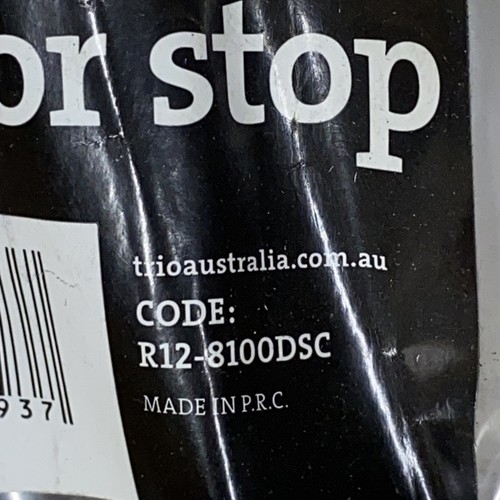 or stop
trioaustralia.com.au
CODE:
R12-8100DSC
MADE IN P.R.C.
937